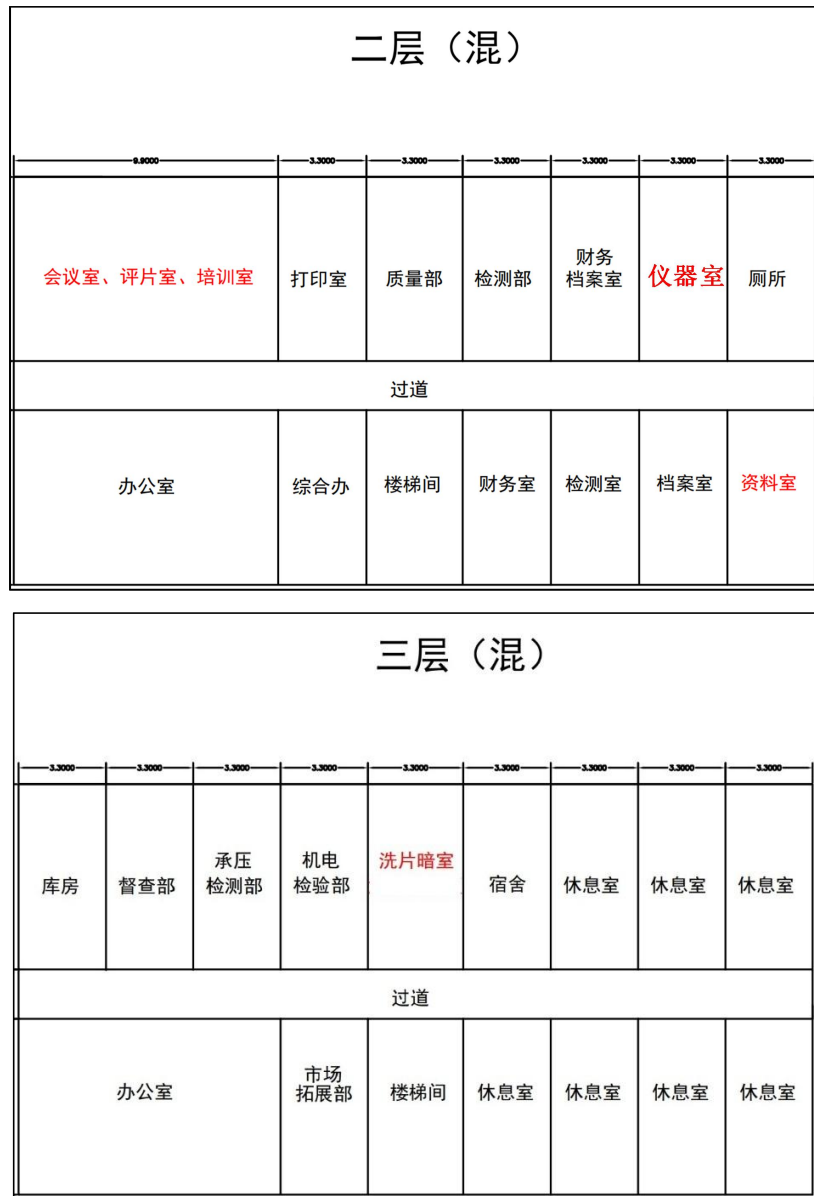 二层（混）
9.9000 3.3000 3.3000 3.3000 3.3000 3.3000 3.3000
会议室、评片室、培训室 打印室 质量部 检测部 财务 仪器室 厕所
档案室
过道
办公室 综合办 楼梯间 财务室 检测室 档案室 资料室
三层（混）
3.3000 3.3000 3.3000 3.3000 3.3000 3.3000 3.3000 3.3000 3.3000
库房 督查部 承压 机电 洗片暗室 宿舍 休息室 休息室 休息室
检测部 检验部
过道
办公室 市场 楼梯间 休息室 休息室 休息室 休息室
拓展部